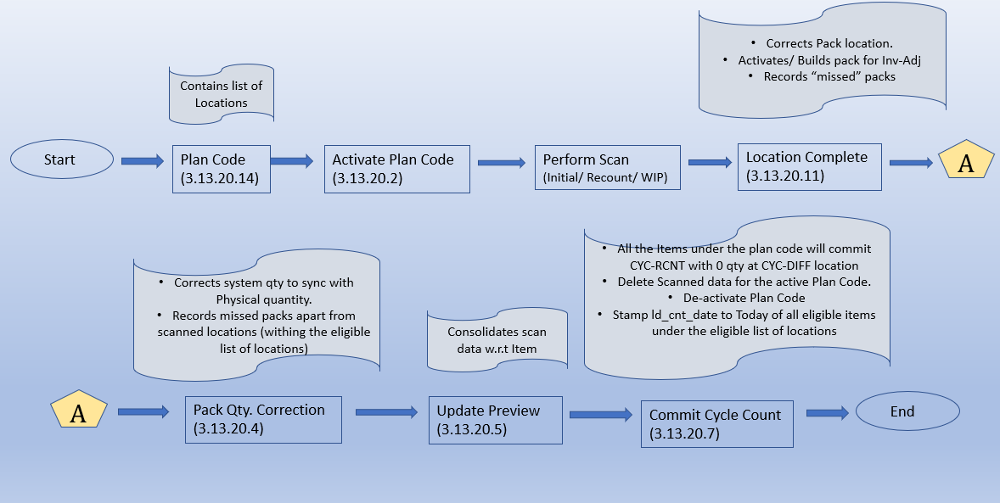 • Corrects Pack location.
• Activates/ Builds pack for Inv-Adj
• Records “missed” packs
Contains list of
Locations
Start
Plan Code
(3.13.20.14)
Activate Plan Code
(3.13.20.2)
Perform Scan
(Initial/ Recount/ WIP)
Location Complete
(3.13.20.11)
A
• Corrects system qty to sync with
Physical quantity.
• Records missed packs apart from
scanned locations (withing the eligible
list of locations)
Consolidates scan
data w.r.t Item
• All the Items under the plan code will commit
CYC-RCNT with 0 qty at CYC-DIFF location
• Delete Scanned data for the active Plan Code.
• De-activate Plan Code
• Stamp ld_cnt_date to Today of all eligible items
under the eligible list of locations
A
Pack Qty. Correction
(3.13.20.4)
Update Preview
(3.13.20.5)
Commit Cycle Count
(3.13.20.7)
End